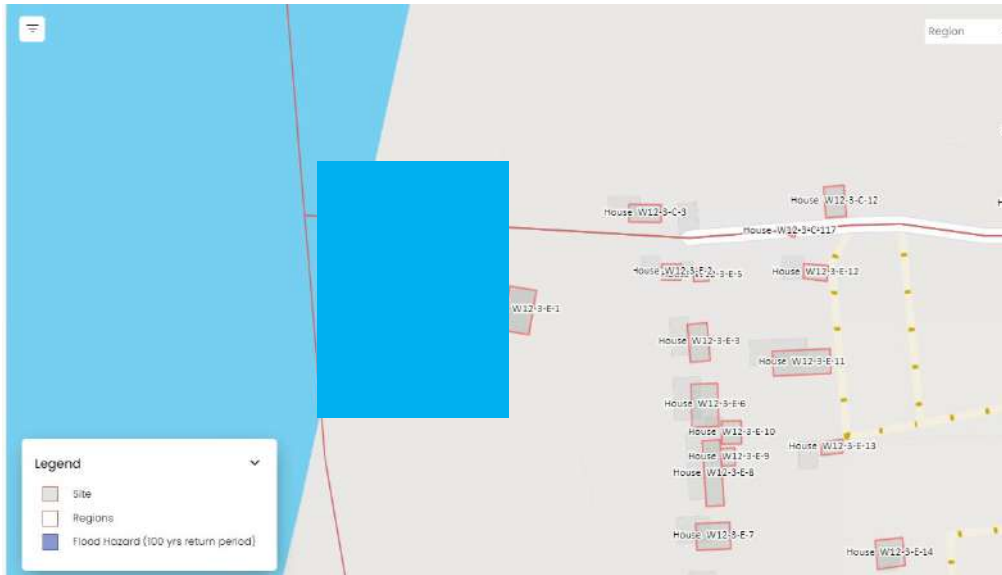 Region
House W12-3-C-12
House W12-3-C-3
House W12-3-C-117
House W12-3-E-5
House W12-3-E-12
W12-3-E-1
House W12-3-E-3
House W12-3-E-11
House W12-3-E-6
House W12-3-E-10
House W12-3-E-13
House W12-3-E-9
House W12-3-E-8
House W12-3-E-7
House W12-3-E-14
Legend
Site
Regions
Flood Hazard (100 yrs return period)